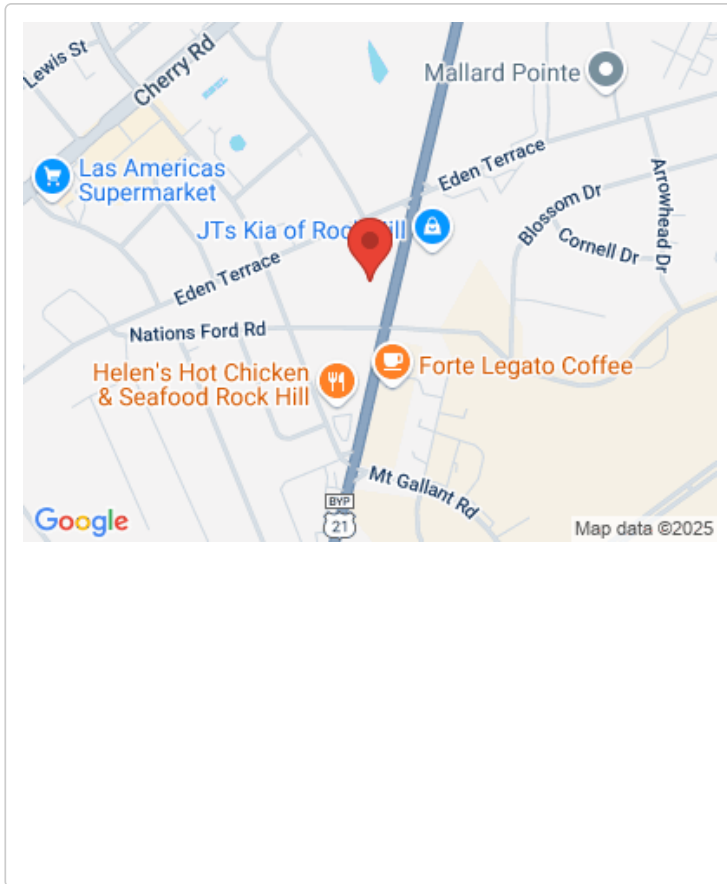 Lewis St
Cherry Rd
Mallard Pointe
Las Americas
Supermarket
Eden Terrace
Arrowhead Dr
Blossom Dr
Cornell Dr
JTs Kia of Rock Hill
Eden Terrace
Nations Ford Rd
Helen's Hot Chicken
& Seafood Rock Hill
Forte Legato Coffee
Mt Gallant Rd
BYP
21
Google
Map data ©2025